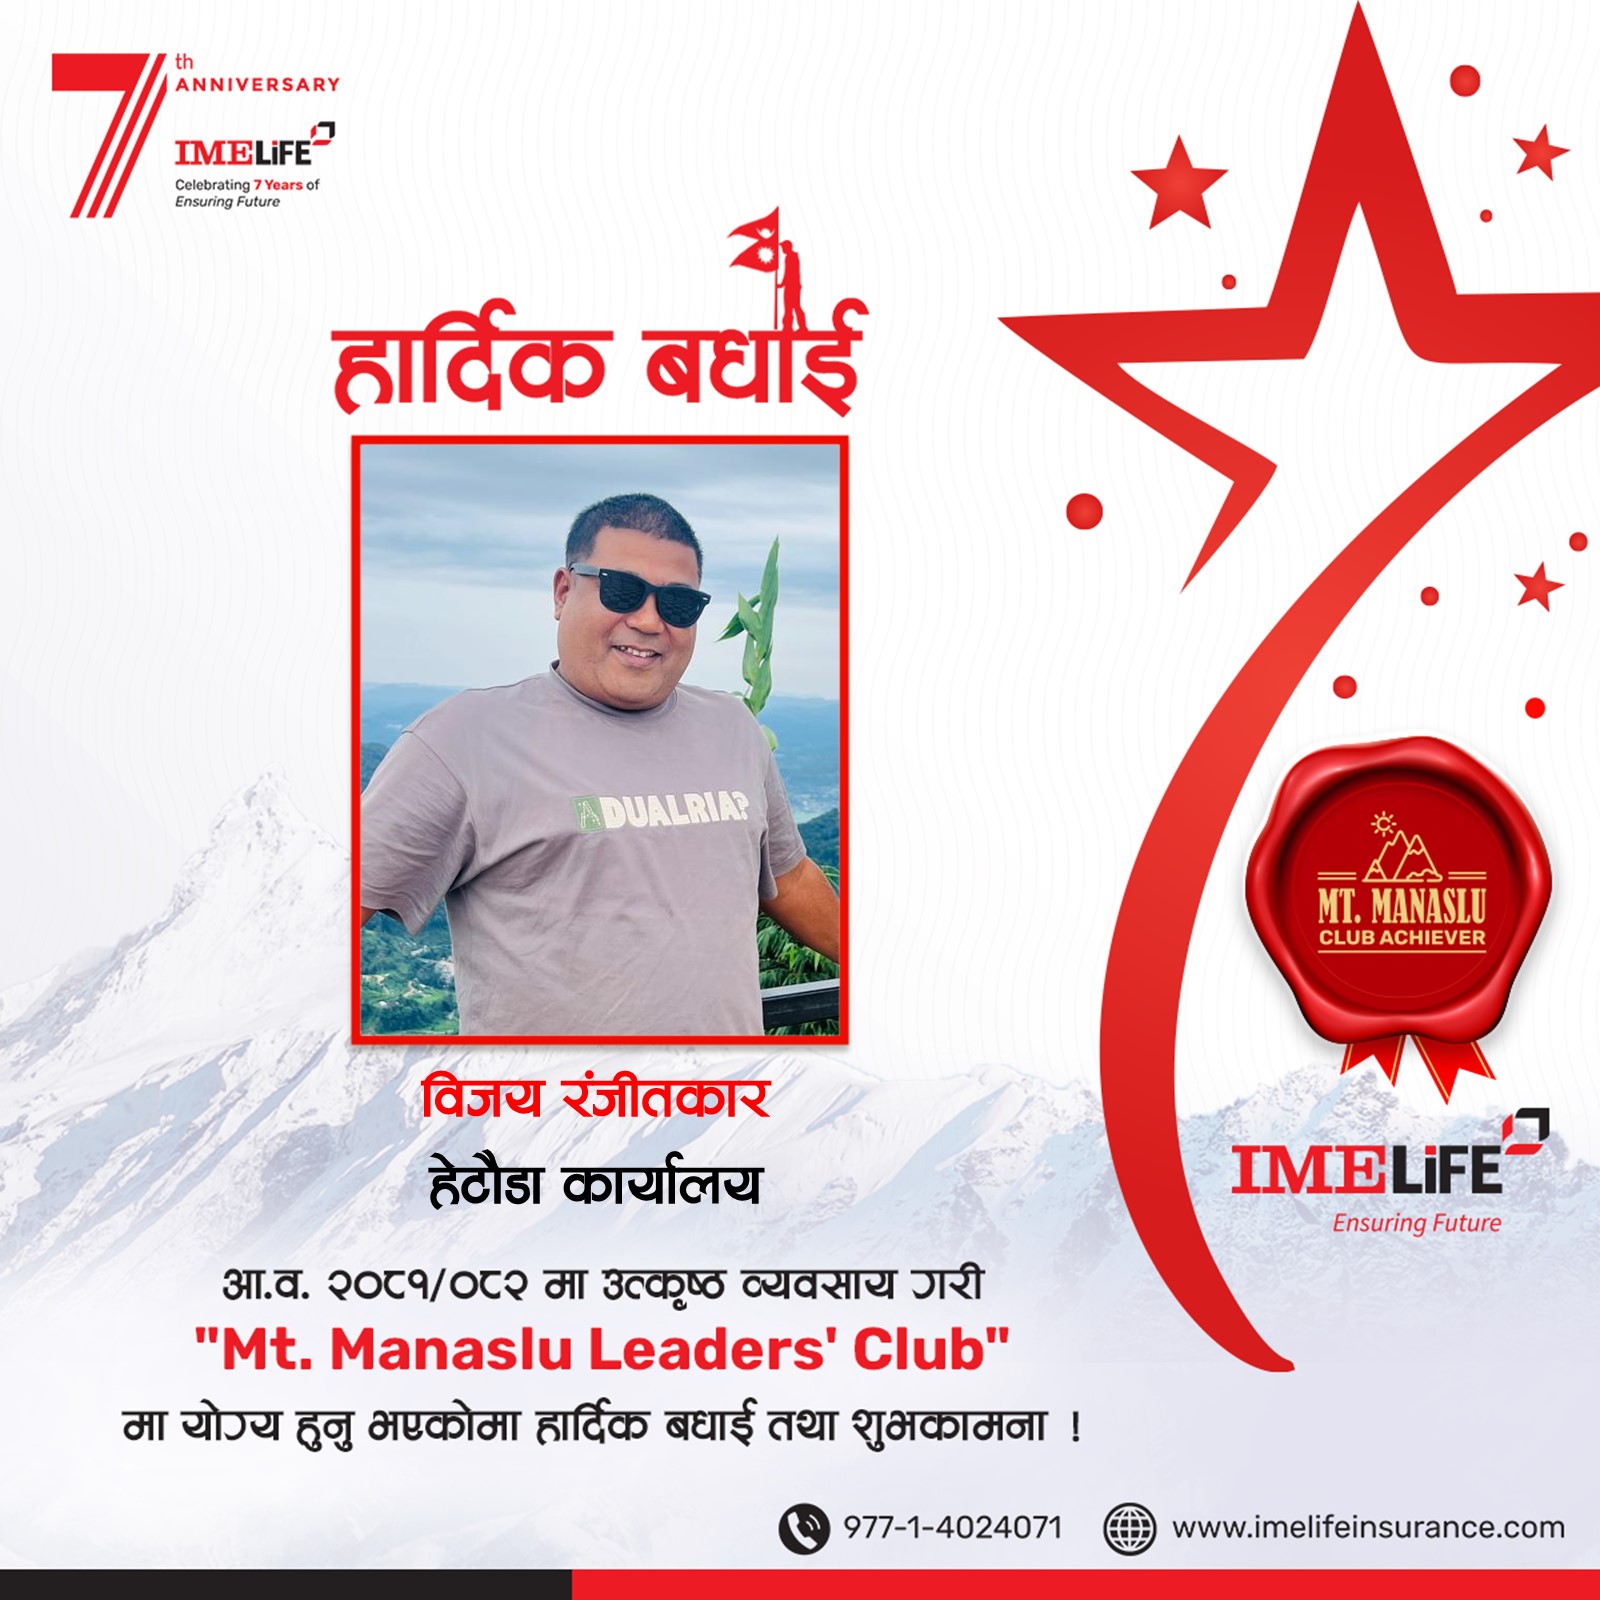 7th ANNIVERSARY
IMELiFE
Celebrating 7 Years of
Ensuring Future
हार्दिक बधाई
ADUALRIA?
विजय रंजीतकार
हेटौडा कार्यालय
आ.व. २०८१/०८२ मा उत्कृष्ठ व्यवसाय गरी
"Mt. Manaslu Leaders' Club"
मा योग्य हुनु भएकोमा हार्दिक बधाई तथा शुभकामना !
MT. MANASLU
CLUB ACHIEVER
IMELiFE
Ensuring Future
977-1-4024071
www.imelifeinsurance.com